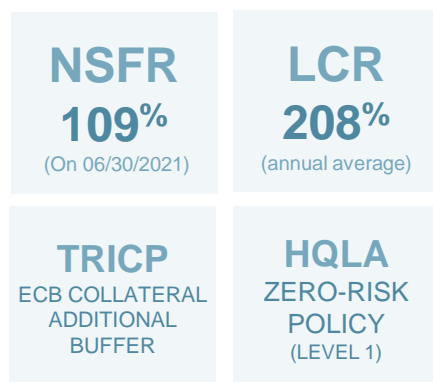 NSFR
109%
(On 06/30/2021)
LCR
208%
(annual average)
TRICP
ECB COLLATERAL
ADDITIONAL
BUFFER
HQLA
ZERO-RISK
POLICY
(LEVEL 1)